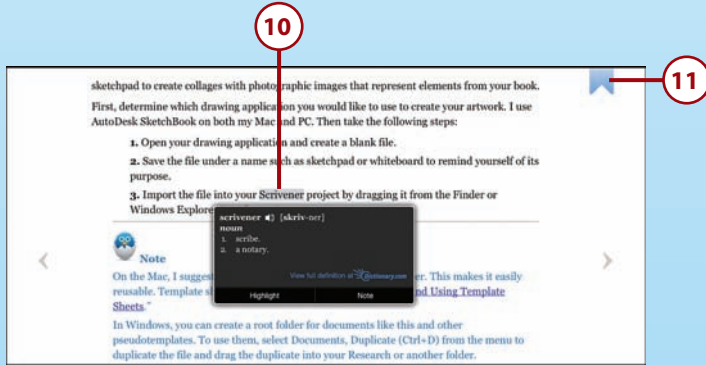 10
11
sketchpad to create collages with photographic images that represent elements from your book.
First, determine which drawing application you would like to use to create your artwork. I use
AutoDesk SketchBook on both my Mac and PC. Then take the following steps:
1. Open your drawing application and create a blank file.
2. Save the file under a name such as sketchpad or whiteboard to remind yourself of its
purpose.
3. Import the file into your Scrivener project by dragging it from the Finder or
Windows Explore
scrivener [skriv-ner]
noun
1. scribe.
2. a notary.
View full definition at Dictionary.com
Highlight Note
Note
On the Mac, I suggest er. This makes it easily
reusable. Template s nd Using Template
Sheets."
In Windows, you can create a root folder for documents like this and other
pseudotemplates. To use them, select Documents, Duplicate (Ctrl+D) from the menu to
duplicate the file and drag the duplicate into your Research or another folder.